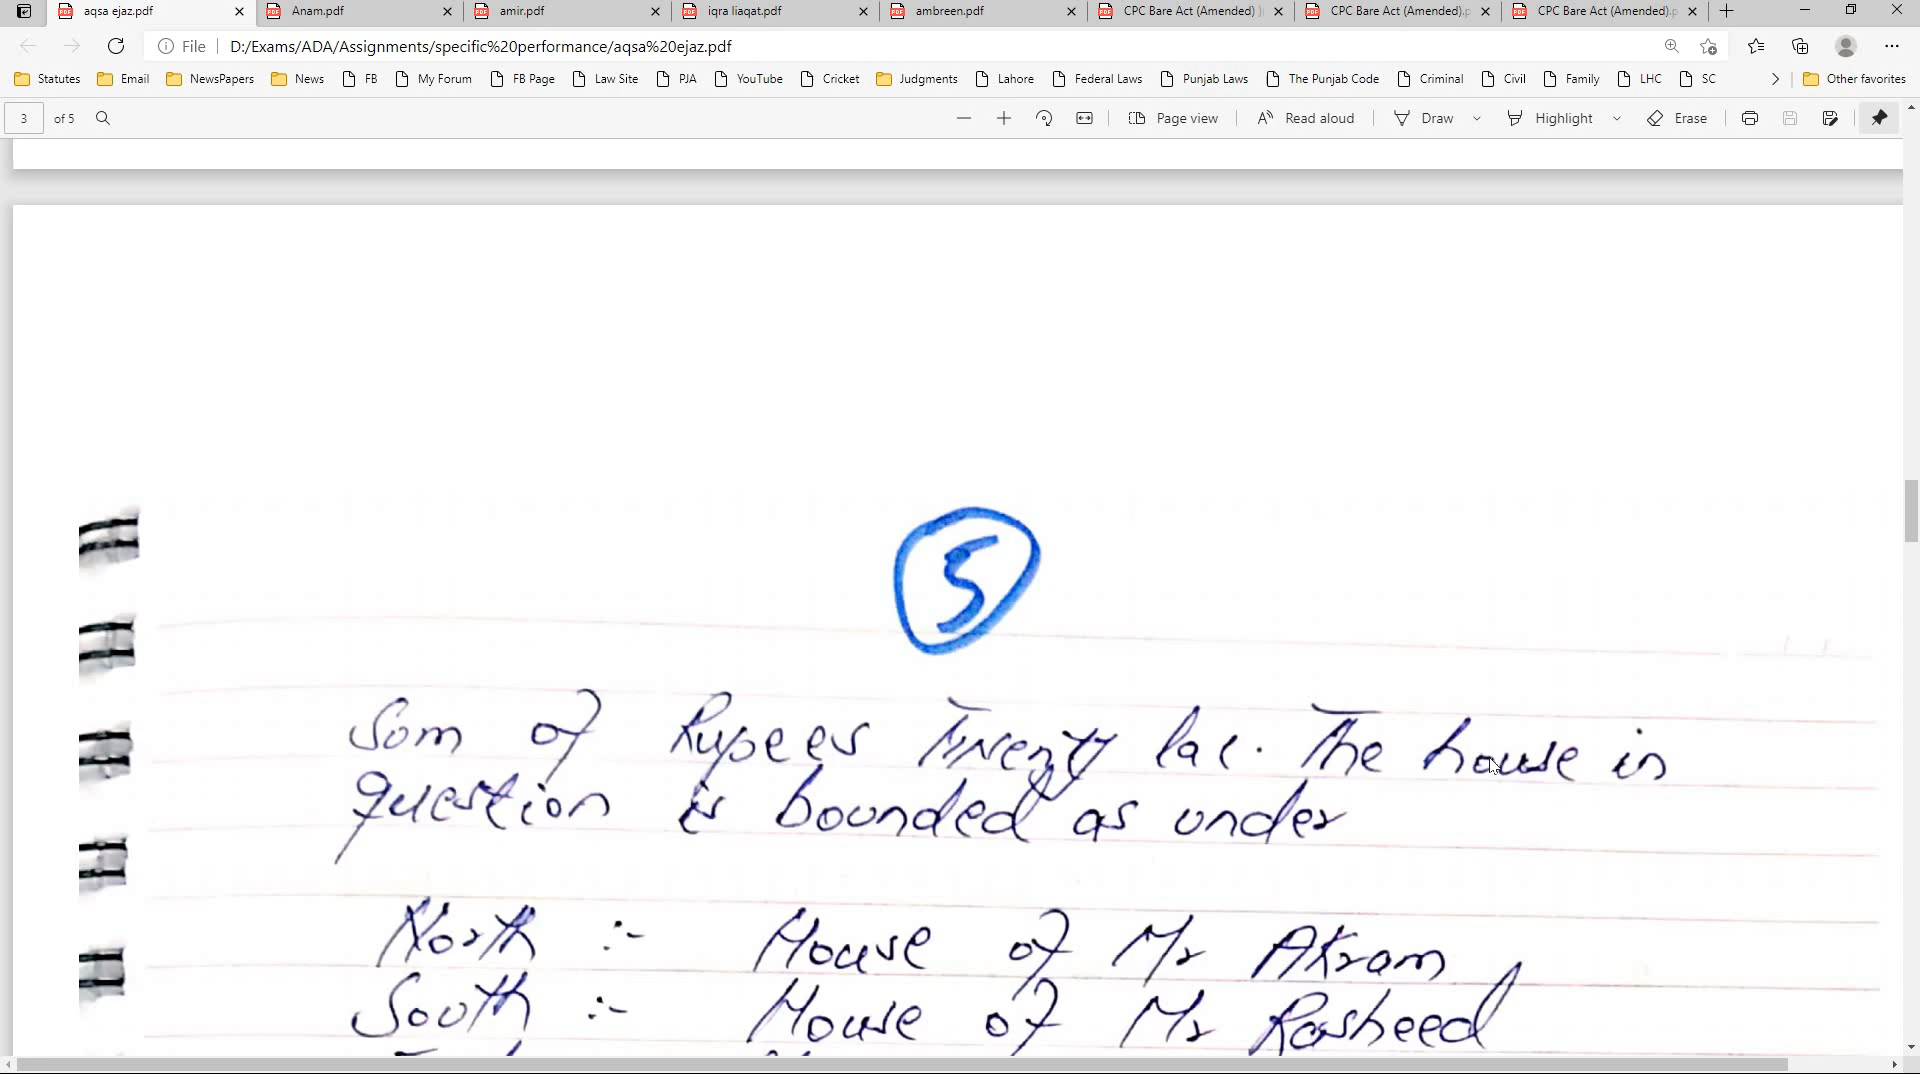 aqsa ejaz.pdf
Anam.pdf
amir.pdf
iqra liaqat.pdf
ambreen.pdf
CPC Bare Act (Amended)
CPC Bare Act (Amended).p
CPC Bare Act (Amended).p
File
D:/Exams/ADA/Assignments/specific%20performance/aqsa%20ejaz.pdf
Statutes Email NewsPapers News FB My Forum FB Page Law Site PJA YouTube Cricket Judgments Lahore Federal Laws Punjab Laws The Punjab Code Criminal Civil Family LHC SC Other favorites
3 of 5 Page view Read aloud Draw Highlight Erase
5
Som of Rupees Twenty lac. The house in
question is bounded as under
North :- House of Mr Akram
South :- House of Mr Rasheed